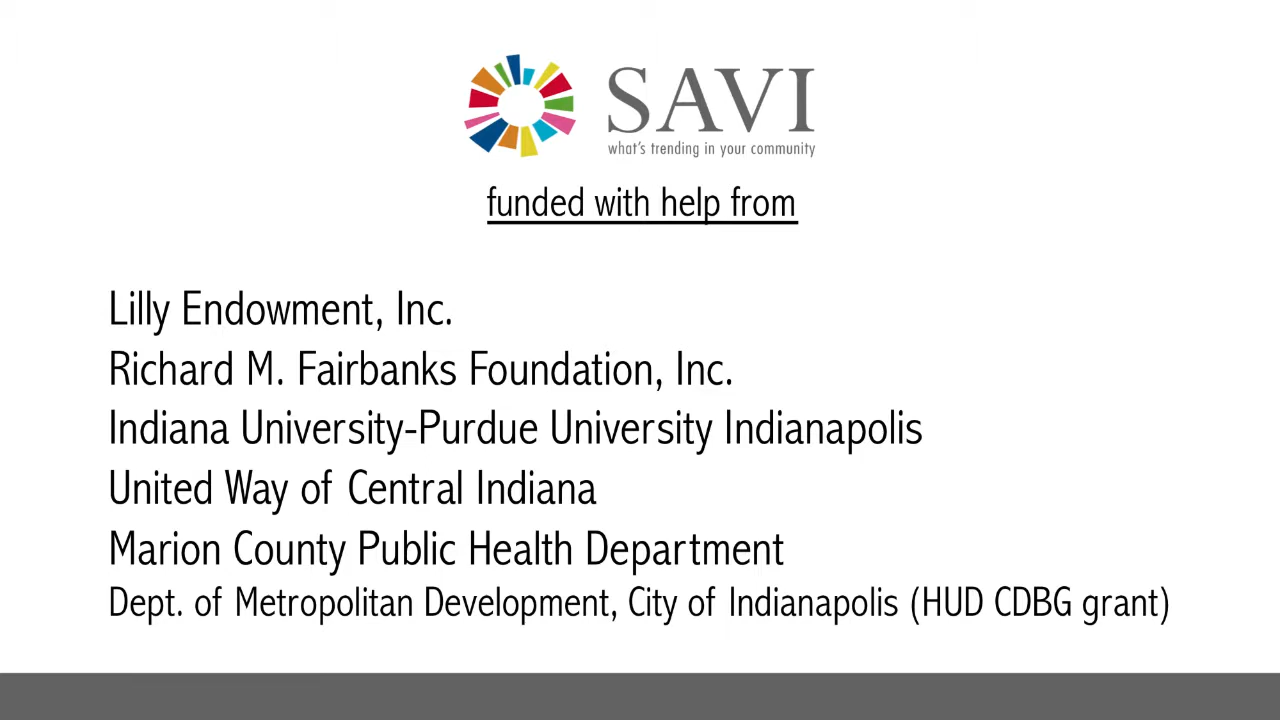 SAVI
what's trending in your community
funded with help from
Lilly Endowment, Inc.
Richard M. Fairbanks Foundation, Inc.
Indiana University-Purdue University Indianapolis
United Way of Central Indiana
Marion County Public Health Department
Dept. of Metropolitan Development, City of Indianapolis (HUD CDBG grant)